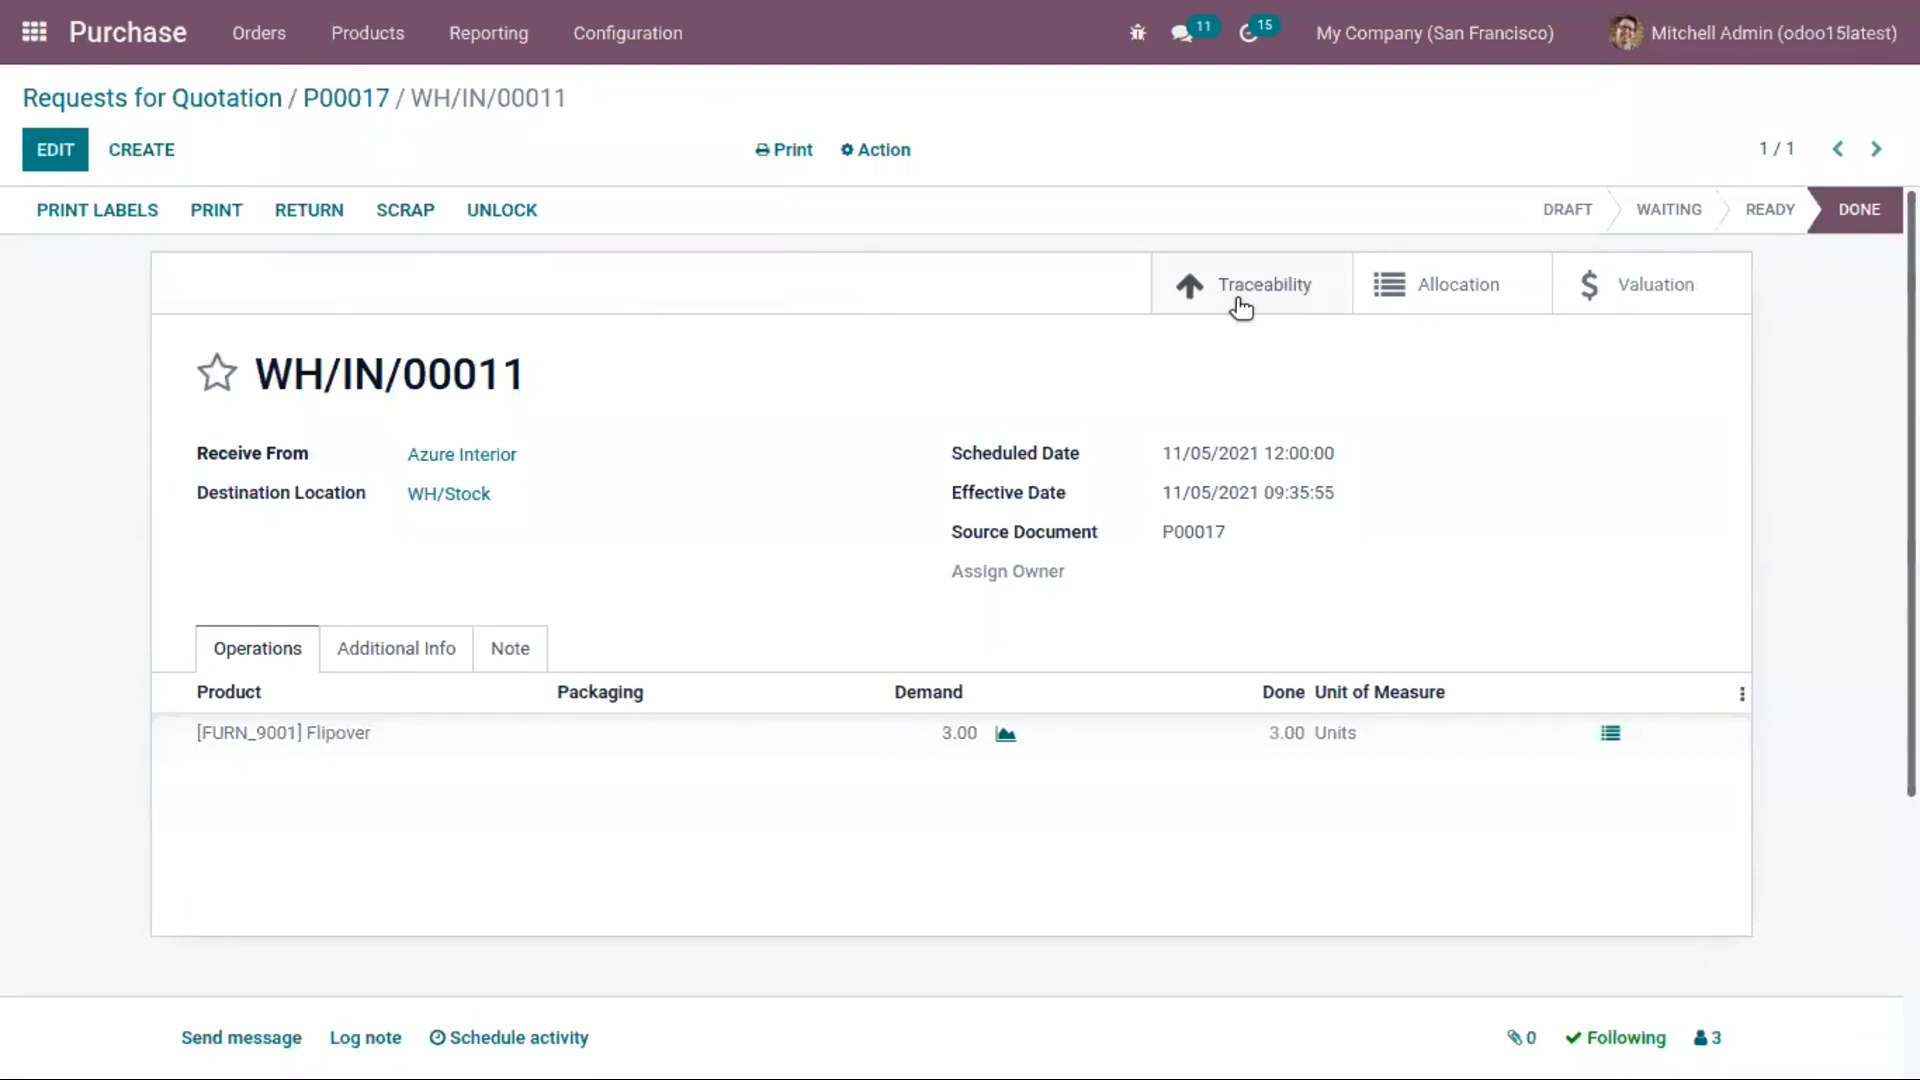 Purchase Orders Products Reporting Configuration 11 15 My Company (San Francisco) Mitchell Admin (odoo15latest)
Requests for Quotation / P00017 / WH/IN/00011
EDIT CREATE Print Action 1 / 1
PRINT LABELS PRINT RETURN SCRAP UNLOCK DRAFT WAITING READY DONE
Traceability Allocation Valuation
WH/IN/00011
Receive From Azure Interior Scheduled Date 11/05/2021 12:00:00
Destination Location WH/Stock Effective Date 11/05/2021 09:35:55
Source Document P00017
Assign Owner
Operations Additional Info Note
Product Packaging Demand Done Unit of Measure
[FURN_9001] Flipover 3.00 3.00 Units
Send message Log note Schedule activity 0 Following 3